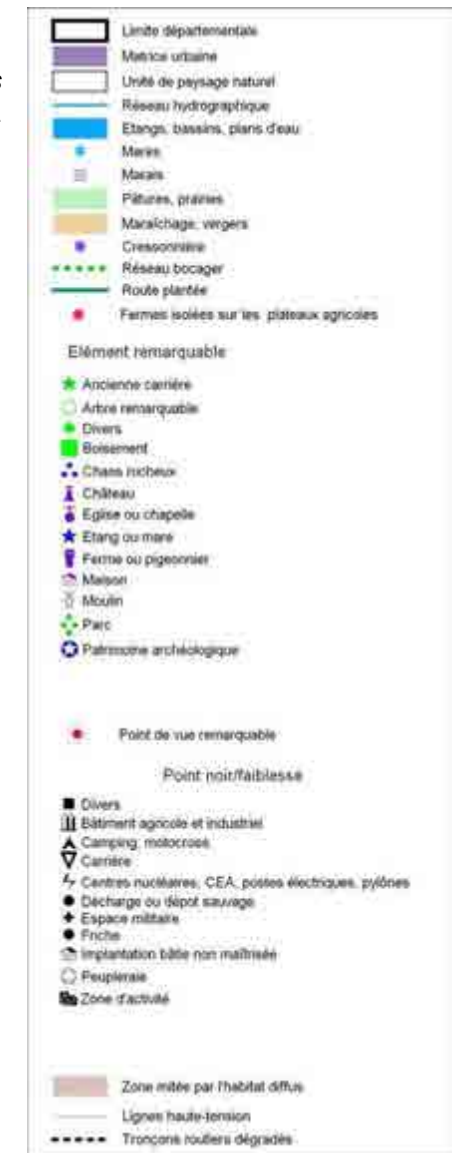 Limite départementale
Matrice urbaine
Unité de paysage naturel
Réseau hydrographique
Etangs, bassins, plans d'eau
Mares
Marais
Pâtures, prairies
Maraîchage, vergers
Cressonnière
Réseau bocager
Route plantée
Fermes isolées sur les plateaux agricoles
Elément remarquable
Ancienne carrière
Arbre remarquable
Divers
Boisement
Chaos rocheux
Château
Eglise ou chapelle
Etang ou mare
Ferme ou pigeonnier
Maison
Moulin
Parc
Patrimoine archéologique
Point de vue remarquable
Point noir/faiblesse
Divers
Bâtiment agricole et industriel
Camping, motocross
Carrière
Centres nucléaires, CEA, postes électriques, pylônes
Décharge ou dépot sauvage
Espace militaire
Friche
Implantation bâtie non maîtrisée
Peupleraie
Zone d'activité
Zone mitée par l'habitat diffus
Lignes haute-tension
Tronçons routiers dégradés